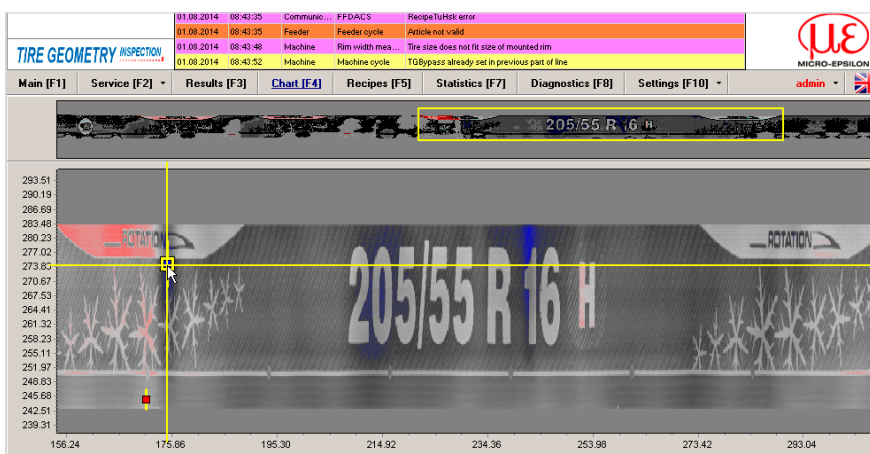 01.08.2014 08:43:35 Communic... FFDACS RecipeTuHsk error
01.08.2014 08:43:35 Feeder Feeder cycle Article not valid
01.08.2014 08:43:48 Machine Rim width mea... Tire size does not fit size of mounted rim
01.08.2014 08:43:52 Machine Machine cycle TGBypass already set in previous part of line
TIRE GEOMETRY INSPECTION
με
MICRO-EPSILON
Main [F1] Service [F2] Results [F3] Chart [F4] Recipes [F5] Statistics [F7] Diagnostics [F8] Settings [F10] admin
205/55 R 16 H
293.51
290.19
286.69
283.48
280.23
277.02
273.83
270.67
267.53
264.41
261.32
258.23
255.11
251.97
248.83
245.68
242.51
239.31
ROTATION
ROTATION
205/55 R 16 H
156.24 175.86 195.30 214.92 234.36 253.98 273.42 293.04